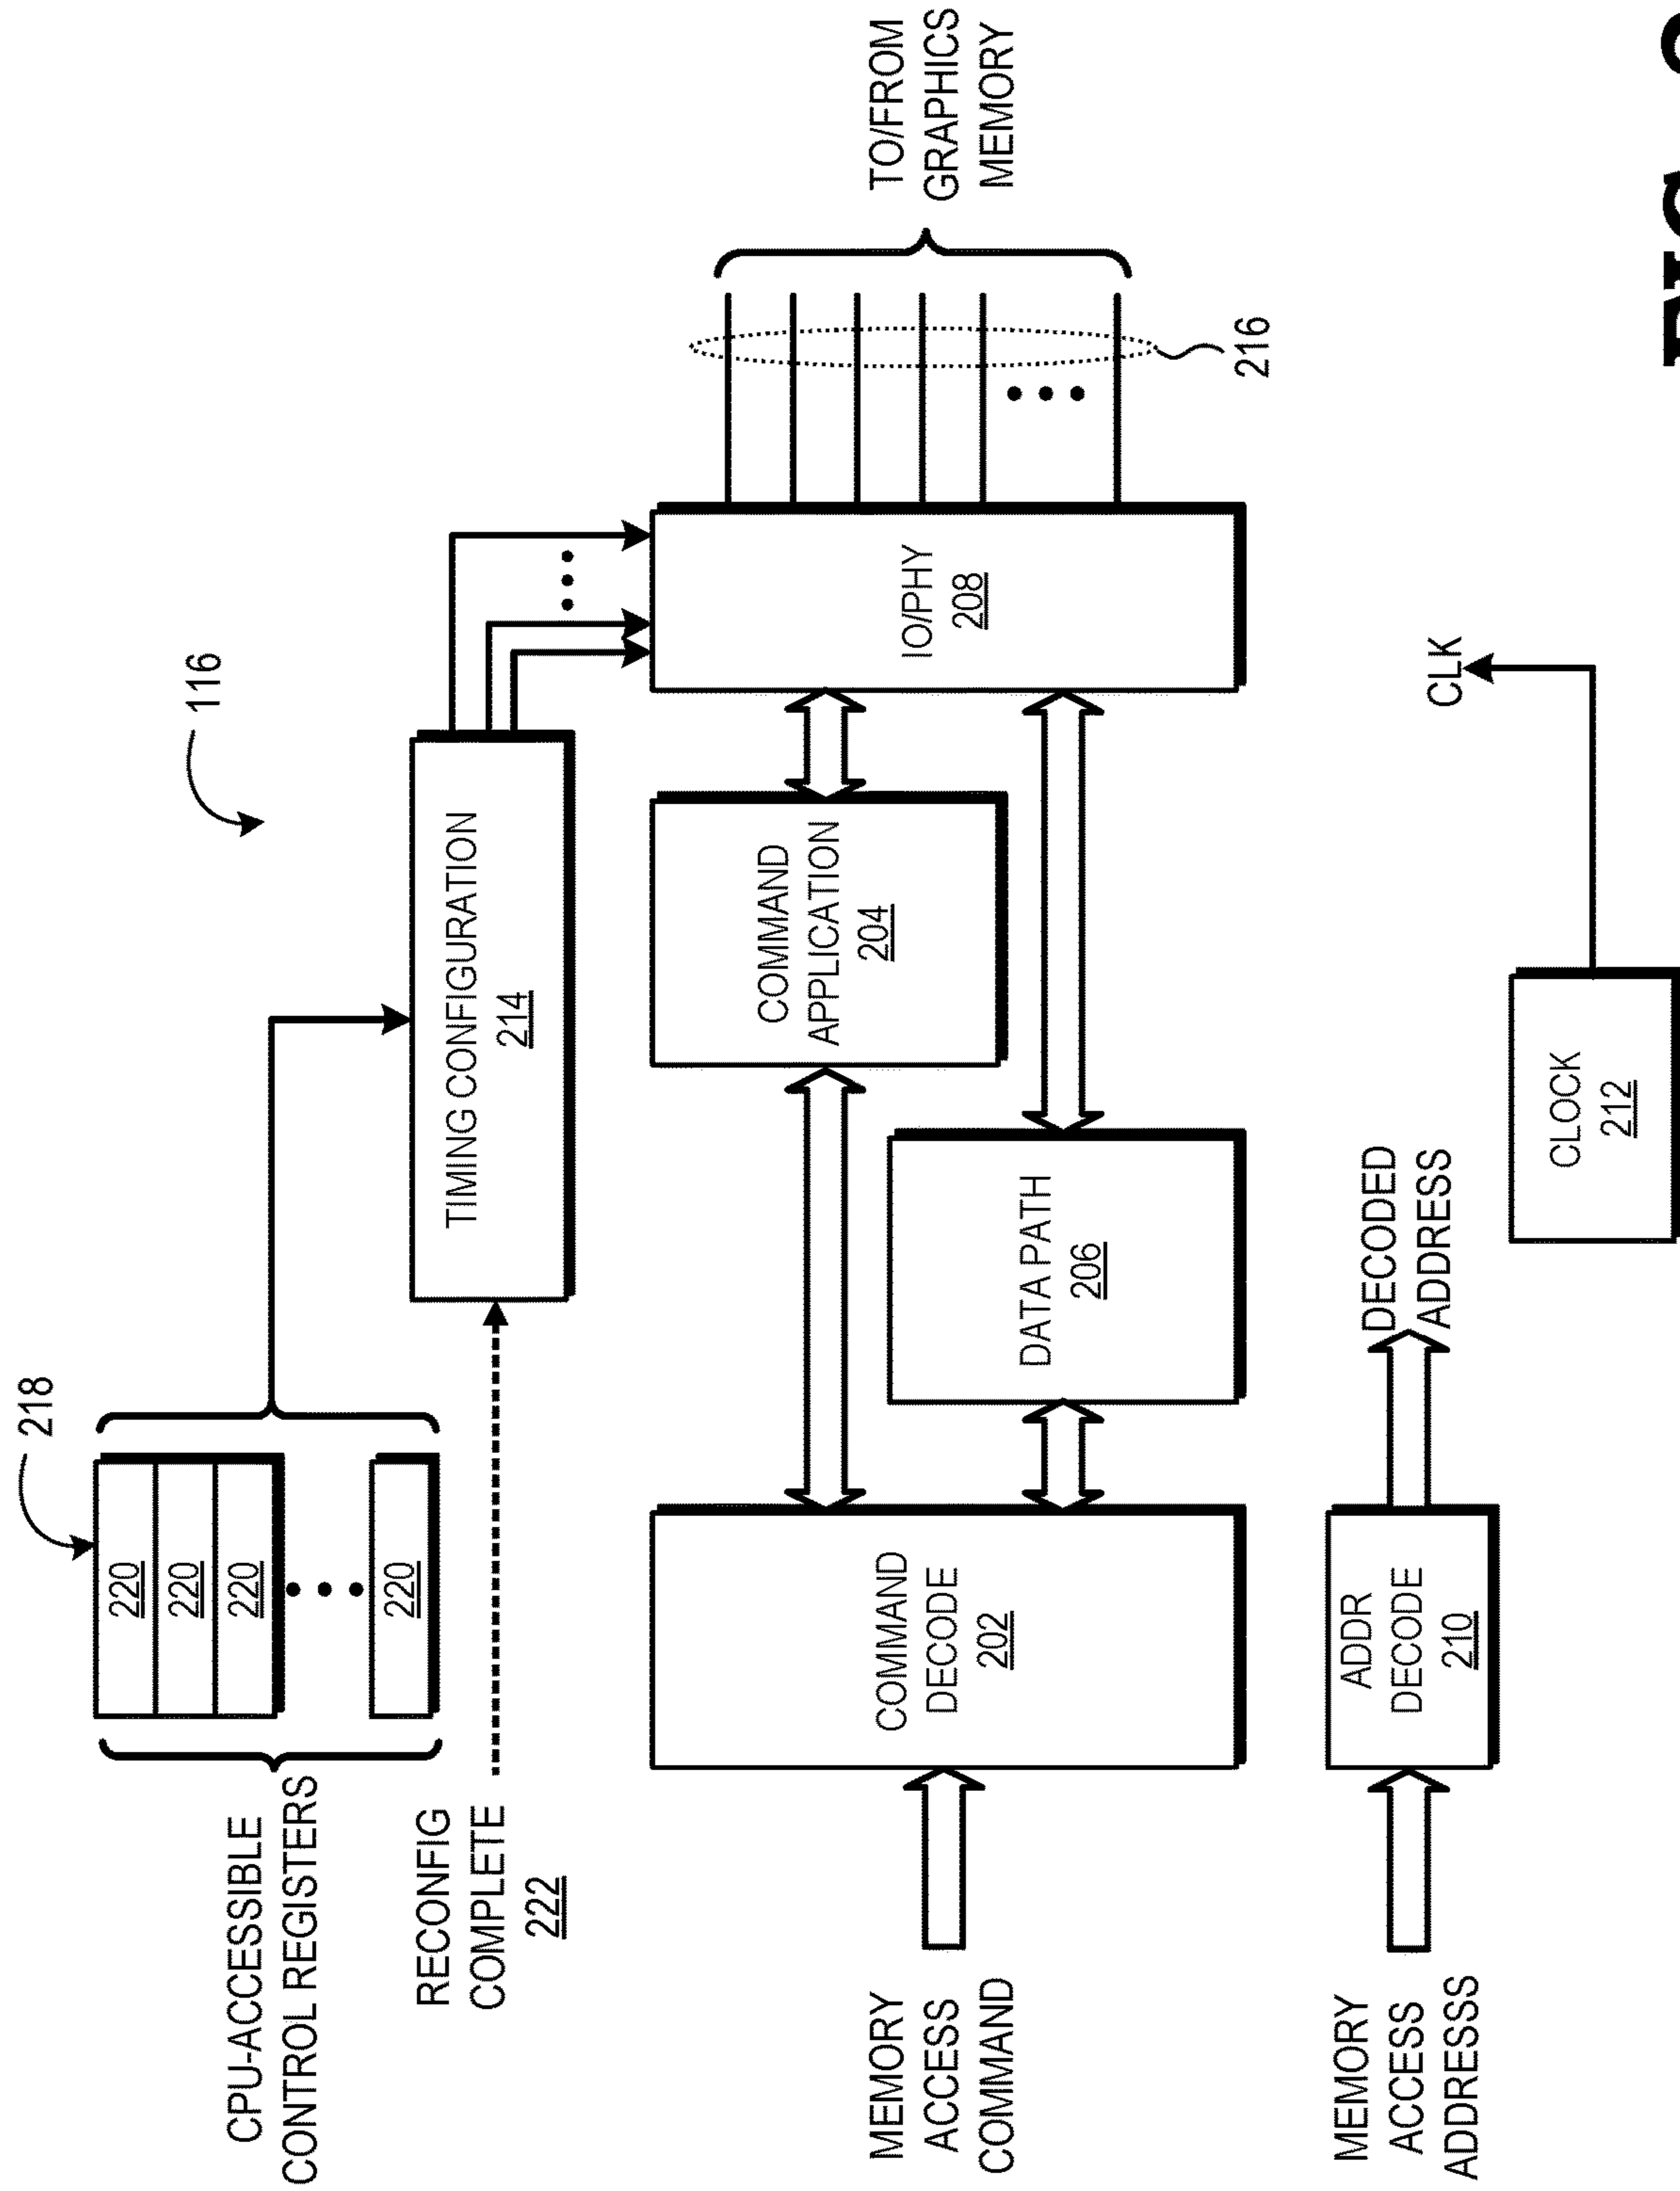 116
218
220
220
220
220
CPU-ACCESSIBLE
CONTROL REGISTERS
RECONFIG
COMPLETE
222
TIMING CONFIGURATION
214
MEMORY
ACCESS
COMMAND
COMMAND
DECODE
202
COMMAND
APPLICATION
204
DATA PATH
206
IO/PHY
208
TO/FROM
GRAPHICS
MEMORY
216
MEMORY
ACCESS
ADDRESSS
ADDR
DECODE
210
DECODED
ADDRESS
CLOCK
212
CLK